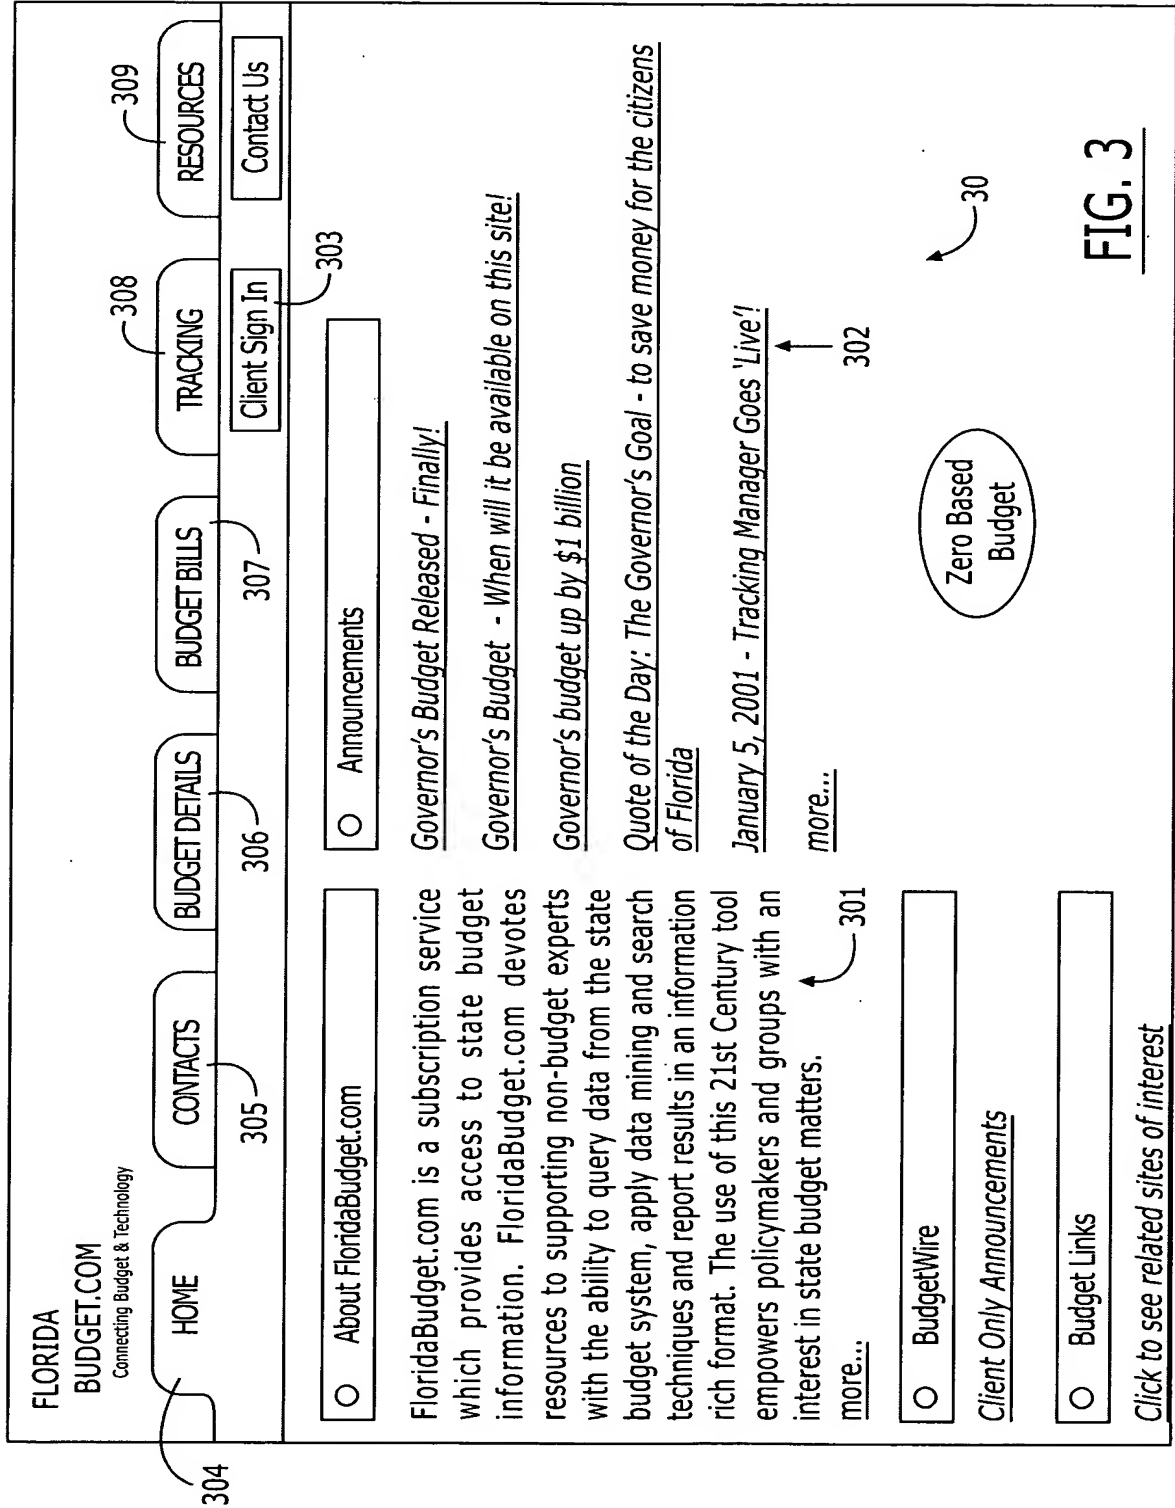 FLORIDA
BUDGET.COM
Connecting Budget & Technology
304
HOME
CONTACTS
305
BUDGET DETAILS
306
BUDGET BILLS
307
TRACKING
308
RESOURCES
309
Client Sign In
303
Contact Us
About FloridaBudget.com
FloridaBudget.com is a subscription service
which provides access to state budget
information. FloridaBudget.com devotes
resources to supporting non-budget experts
with the ability to query data from the state
budget system, apply data mining and search
techniques and report results in an information
rich format. The use of this 21st Century tool
empowers policymakers and groups with an
interest in state budget matters.
more...
301
BudgetWire
Client Only Announcements
Budget Links
Click to see related sites of interest
Announcements
Governor's Budget Released - Finally!
Governor's Budget - When will it be available on this site!
Governor's budget up by $1 billion
Quote of the Day: The Governor's Goal - to save money for the citizens
of Florida
January 5, 2001 - Tracking Manager Goes 'Live'!
302
more...
Zero Based
Budget
30
FIG. 3